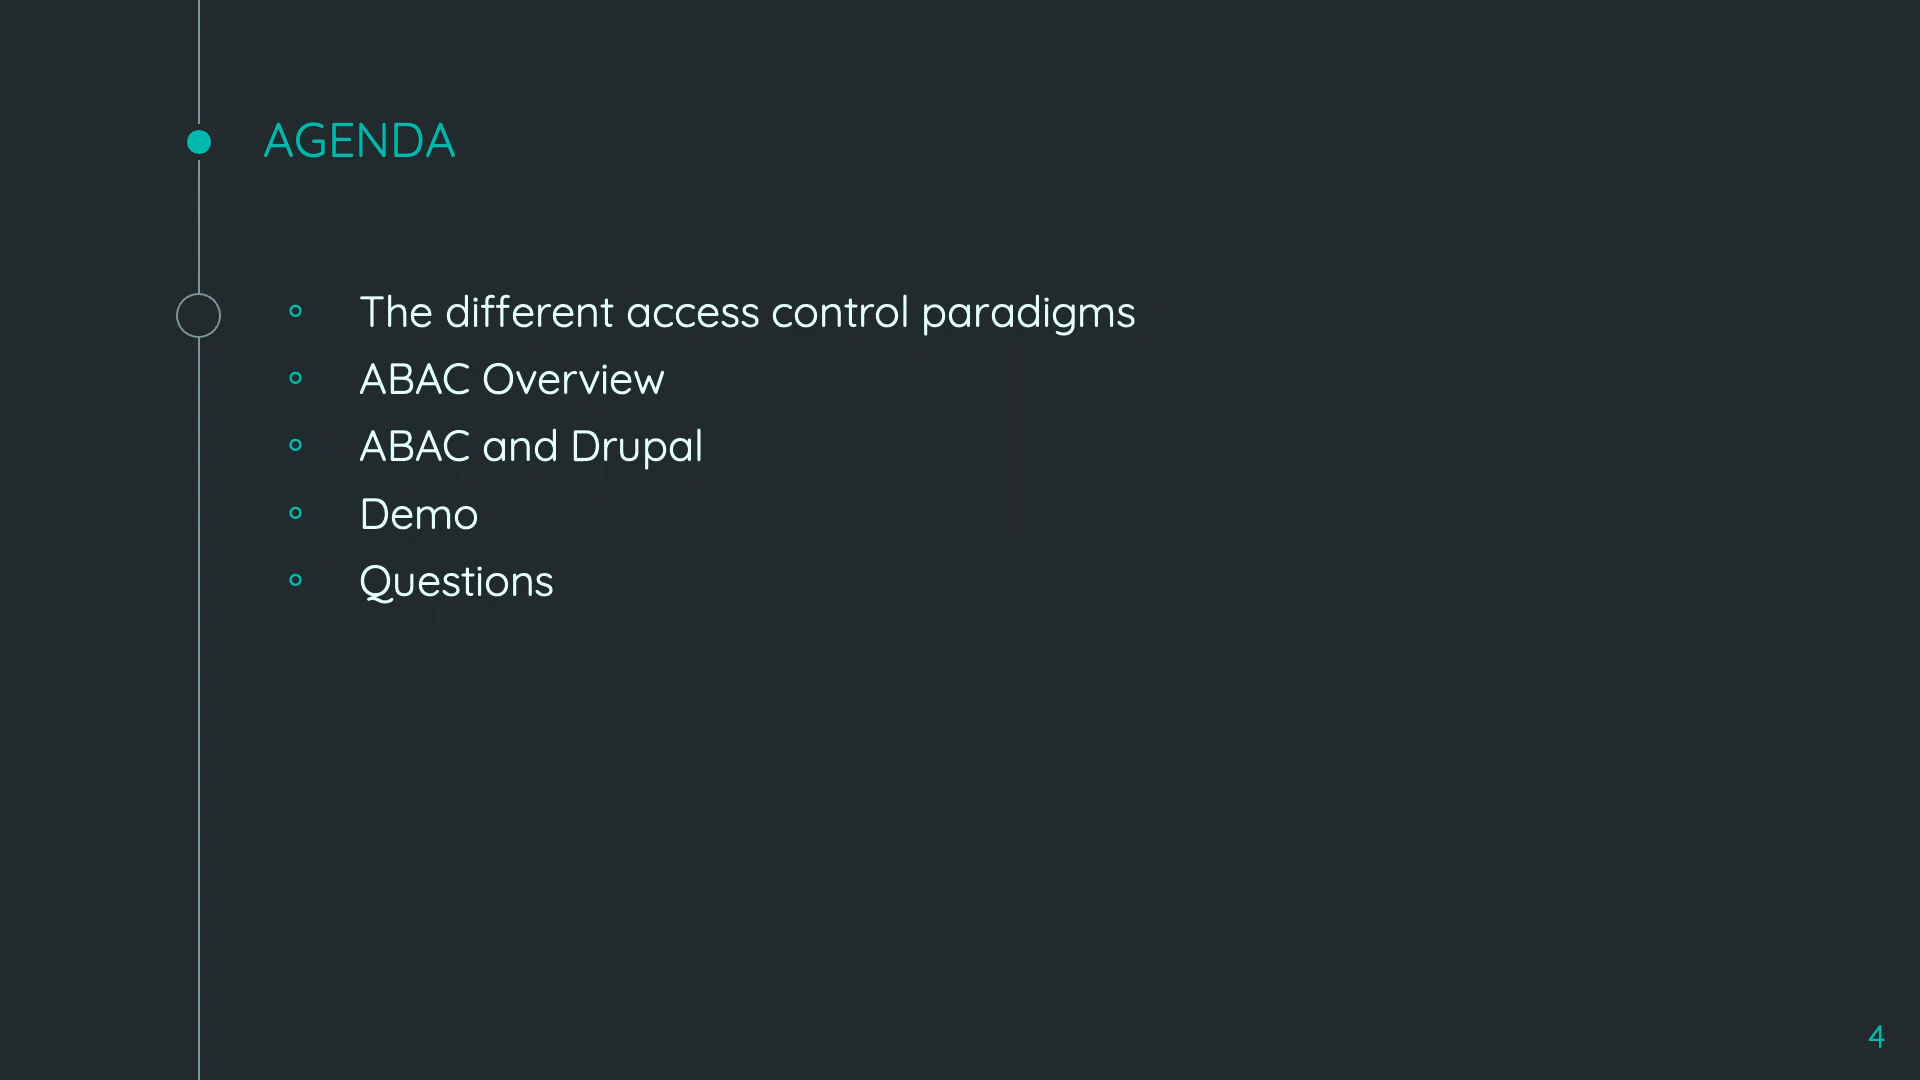 AGENDA
The different access control paradigms
ABAC Overview
ABAC and Drupal
Demo
Questions
4